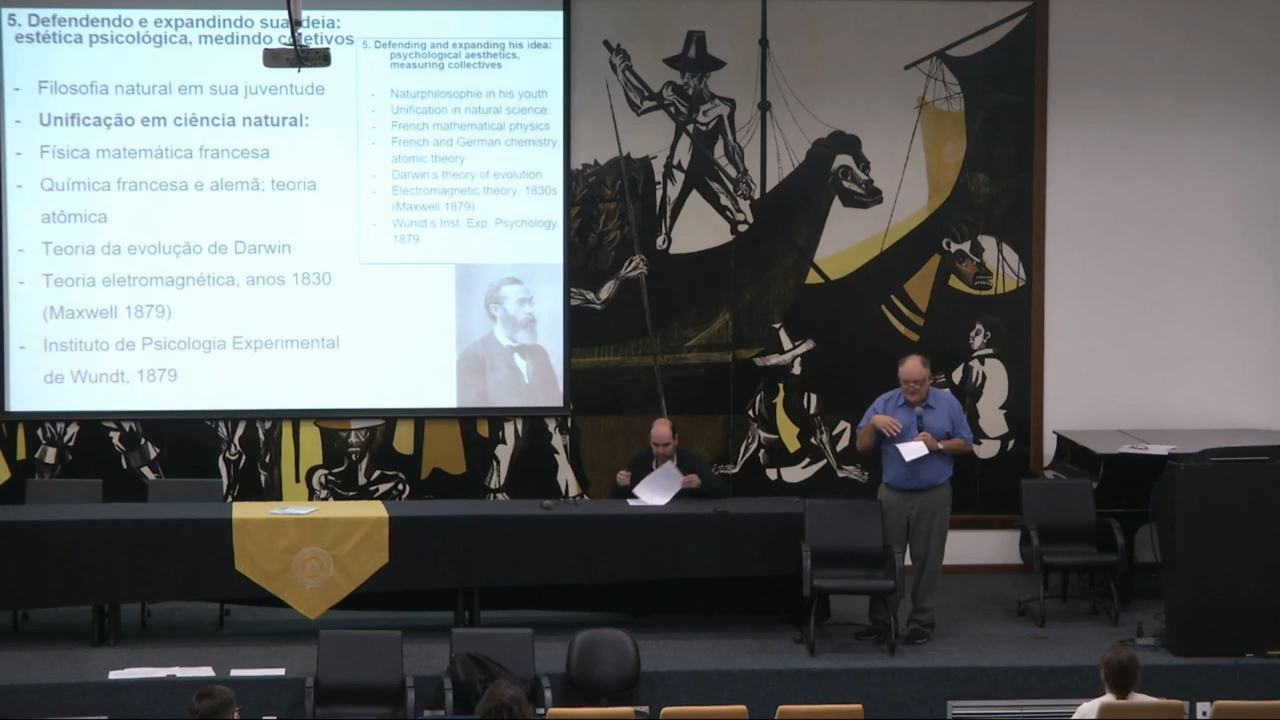 5. Defendendo e expandindo sua ideia:
estética psicológica, medindo coletivos
- Filosofia natural em sua juventude
- Unificação em ciência natural:
- Física matemática francesa
- Química francesa e alemã; teoria
atômica
- Teoria da evolução de Darwin
- Teoria eletromagnética, anos 1830
(Maxwell 1879)
- Instituto de Psicologia Experimental
de Wundt, 1879
5. Defending and expanding his idea:
psychological aesthetics,
measuring collectives
- Naturphilosophie in his youth
- Unification in natural science:
- French mathematical physics
- French and German chemistry;
atomic theory
- Darwin's theory of evolution
- Electromagnetic theory, 1830s
(Maxwell 1879)
- Wundt's Inst. Exp. Psychology,
1879